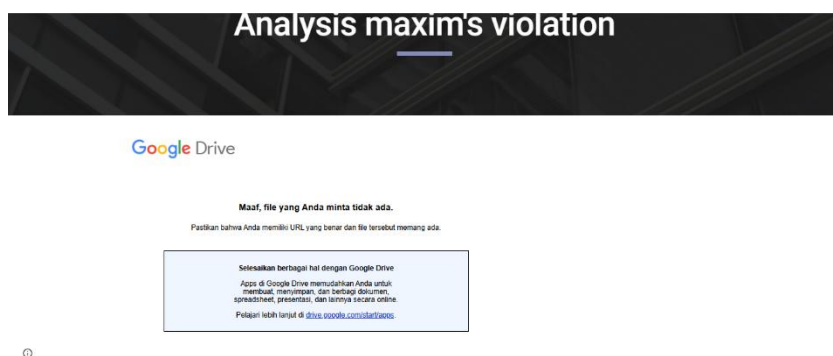 Analysis maxim's violation
Google Drive
Maaf, file yang Anda minta tidak ada.
Pastikan bahwa Anda memiliki URL yang benar dan file tersebut memang ada.
Selesaikan berbagai hal dengan Google Drive
Apps di Google Drive memudahkan Anda untuk
membuat, menyimpan, dan berbagi dokumen,
spreadsheet, presentasi, dan lainnya secara online.
Pelajari lebih lanjut di drive.google.com/start/apps.